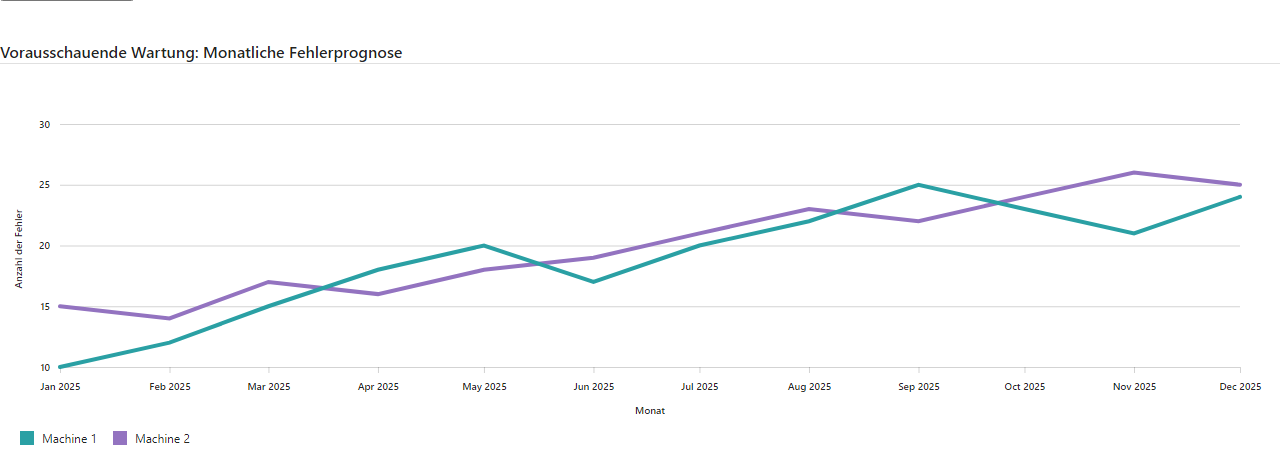 Vorausschauende Wartung: Monatliche Fehlerprognose
30
25
20
15
10
Anzahl der Fehler
Jan 2025 Feb 2025 Mar 2025 Apr 2025 May 2025 Jun 2025 Jul 2025 Aug 2025 Sep 2025 Oct 2025 Nov 2025 Dec 2025
Monat
Machine 1 Machine 2